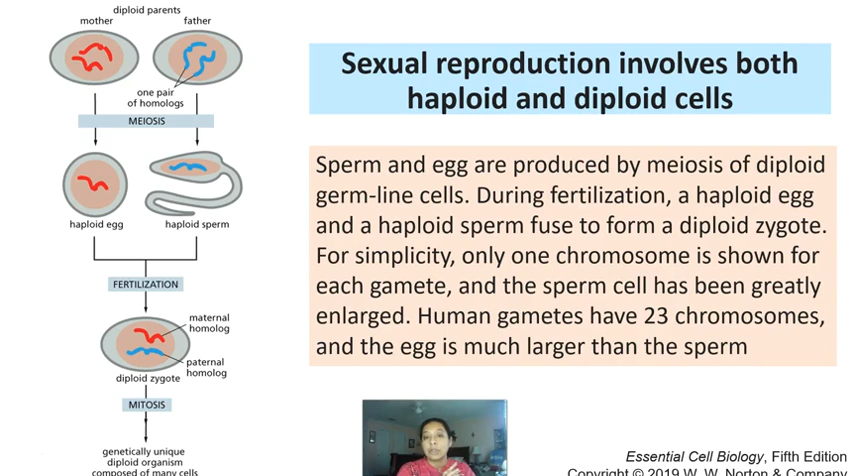 diploid parents
mother
father
one pair
of homologs
MEIOSIS
haploid egg
haploid sperm
FERTILIZATION
maternal
homolog
paternal
homolog
diploid zygote
MITOSIS
genetically unique
diploid organism
composed of many cells
Sexual reproduction involves both
haploid and diploid cells
Sperm and egg are produced by meiosis of diploid
germ-line cells. During fertilization, a haploid egg
and a haploid sperm fuse to form a diploid zygote.
For simplicity, only one chromosome is shown for
each gamete, and the sperm cell has been greatly
enlarged. Human gametes have 23 chromosomes,
and the egg is much larger than the sperm
Essential Cell Biology, Fifth Edition
Copyright © 2019 W. W. Norton & Company